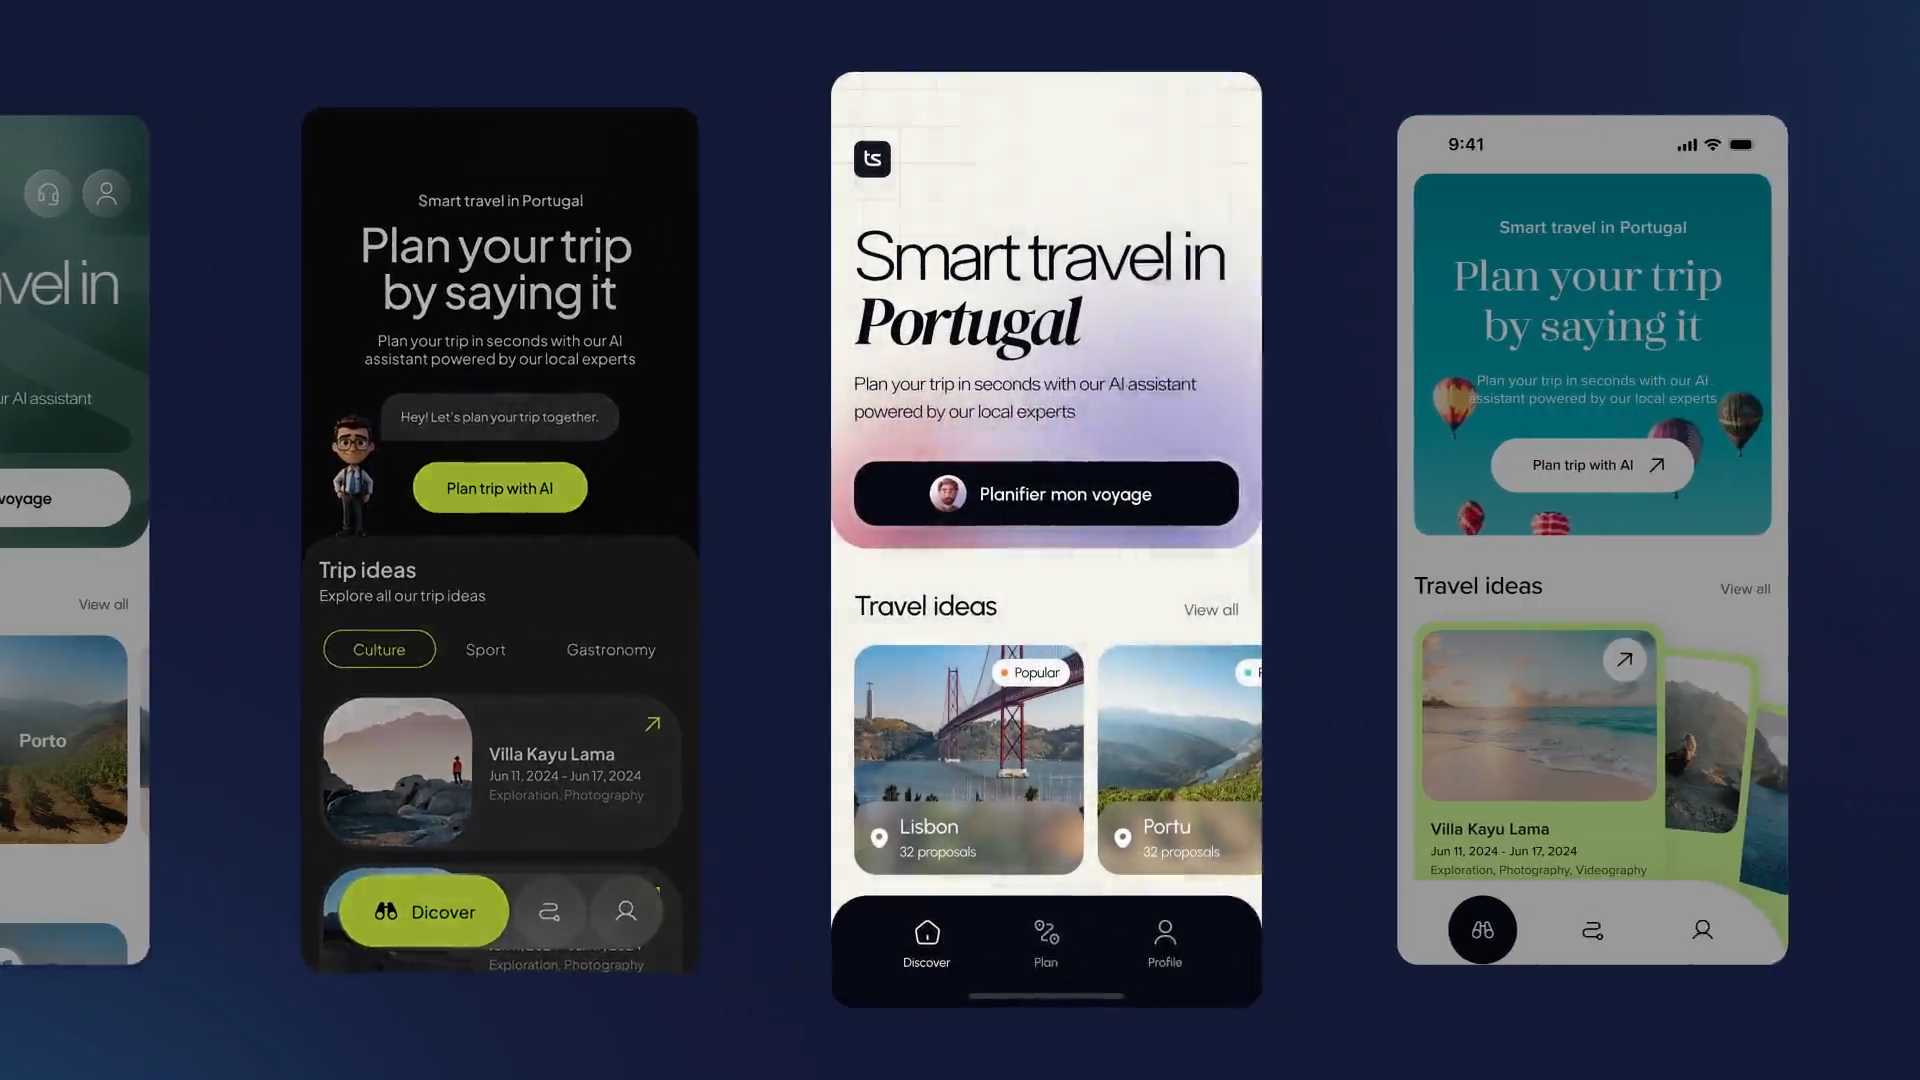 vel in
r AI assistant
voyage
View all
Porto
Smart travel in Portugal
Plan your trip
by saying it
Plan your trip in seconds with our AI
assistant powered by our local experts
Hey! Let's plan your trip together.
Plan trip with AI
Trip ideas
Explore all our trip ideas
Culture
Sport
Gastronomy
Villa Kayu Lama
Jun 11, 2024 - Jun 17, 2024
Exploration, Photography
Dicover
Exploration, Photography
ts
Smart travel in
Portugal
Plan your trip in seconds with our AI assistant
powered by our local experts
Planifier mon voyage
Travel ideas
View all
Popular
Lisbon
32 proposals
Portu
32 proposals
Discover
Plan
Profile
9:41
Smart travel in Portugal
Plan your trip
by saying it
Plan your trip in seconds with our AI
assistant powered by our local experts
Plan trip with AI
Travel ideas
View all
Villa Kayu Lama
Jun 11, 2024 - Jun 17, 2024
Exploration, Photography, Videography